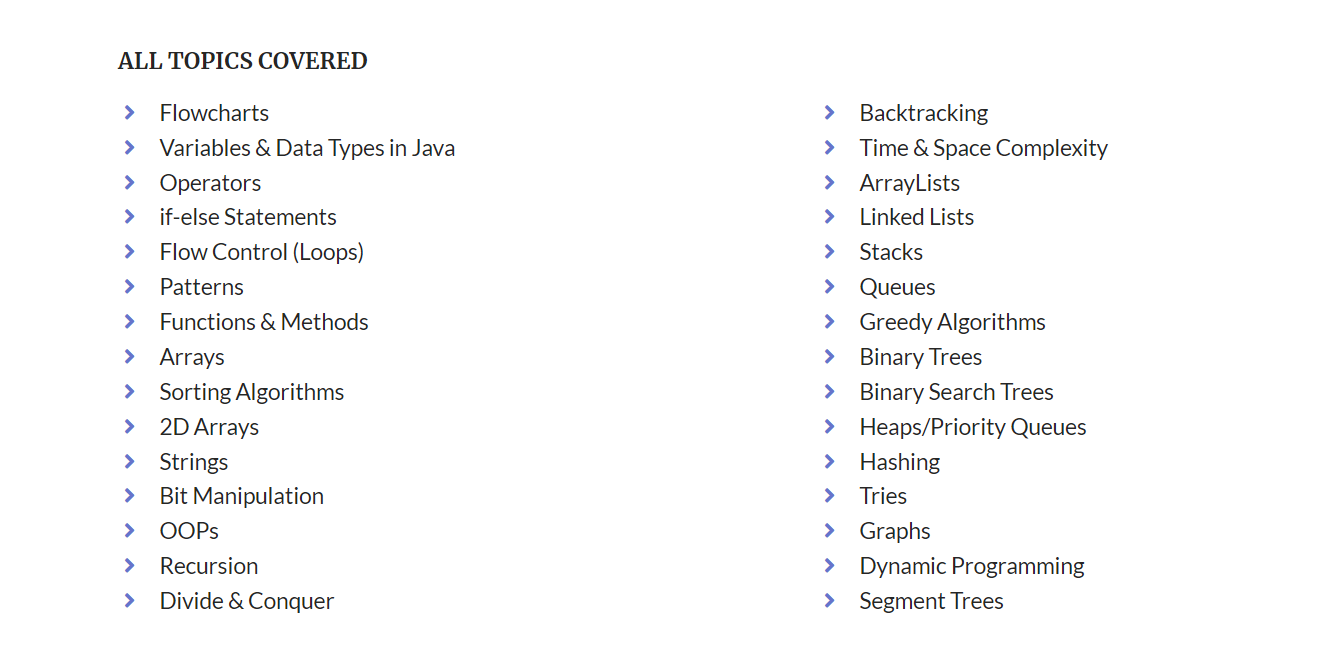 ALL TOPICS COVERED
Flowcharts
Variables & Data Types in Java
Operators
if-else Statements
Flow Control (Loops)
Patterns
Functions & Methods
Arrays
Sorting Algorithms
2D Arrays
Strings
Bit Manipulation
OOPs
Recursion
Divide & Conquer
Backtracking
Time & Space Complexity
ArrayLists
Linked Lists
Stacks
Queues
Greedy Algorithms
Binary Trees
Binary Search Trees
Heaps/Priority Queues
Hashing
Tries
Graphs
Dynamic Programming
Segment Trees